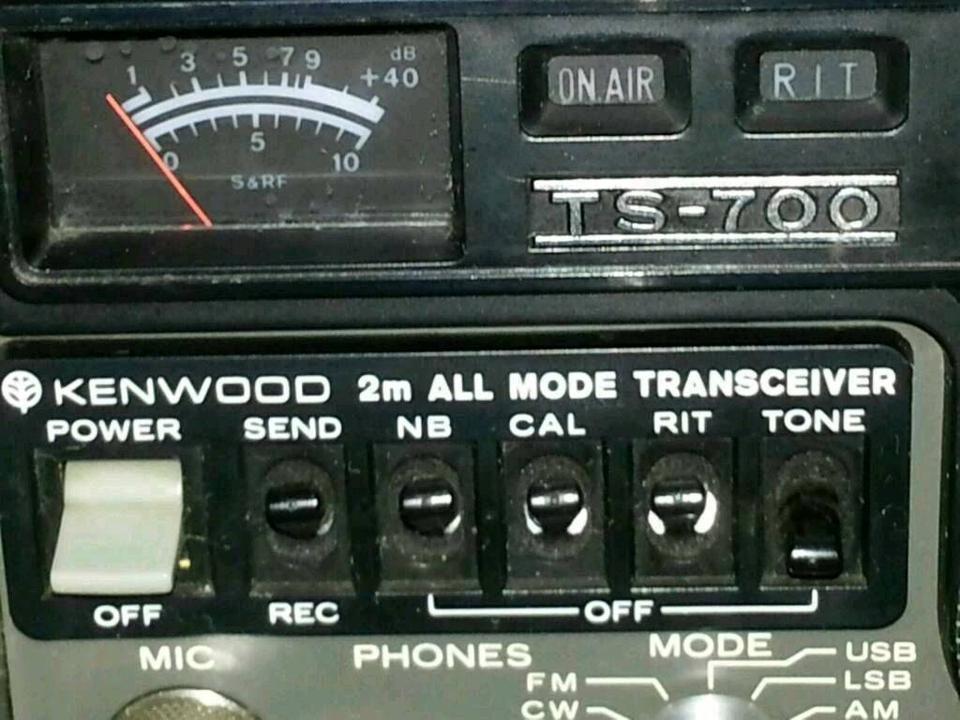 1 3 5 7 9 dB
+40
0 5 10
S&RF
ON AIR
RIT
TS-700
KENWOOD 2m ALL MODE TRANSCEIVER
POWER SEND NB CAL RIT TONE
OFF REC OFF
MIC PHONES MODE
USB
FM LSB
CW AM